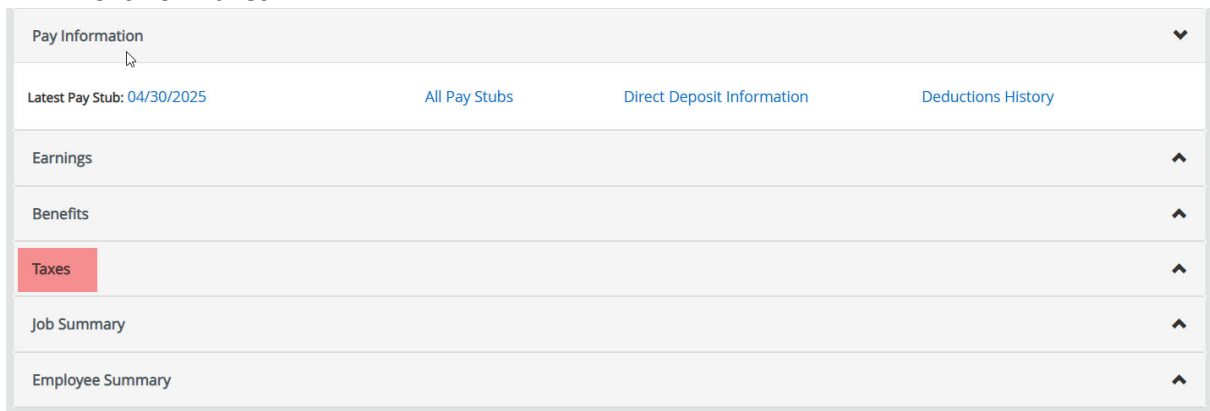 Pay Information
Latest Pay Stub: 04/30/2025 All Pay Stubs Direct Deposit Information Deductions History
Earnings
Benefits
Taxes
Job Summary
Employee Summary